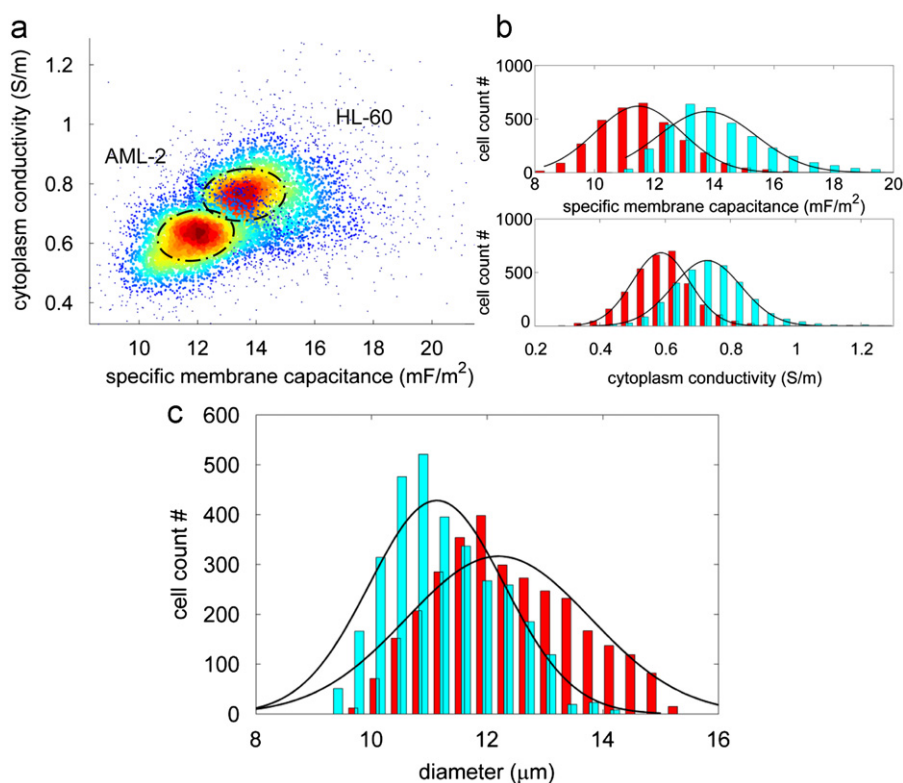 a
cytoplasm conductivity (S/m)
1.2
1
0.8
0.6
0.4
AML-2
HL-60
10 12 14 16 18 20
specific membrane capacitance (mF/m²)
b
cell count #
1000
500
0
8 10 12 14 16 18 20
specific membrane capacitance (mF/m²)
cell count #
1000
500
0
0.2 0.4 0.6 0.8 1 1.2
cytoplasm conductivity (S/m)
c
cell count #
600
500
400
300
200
100
0
8 10 12 14 16
diameter (μm)